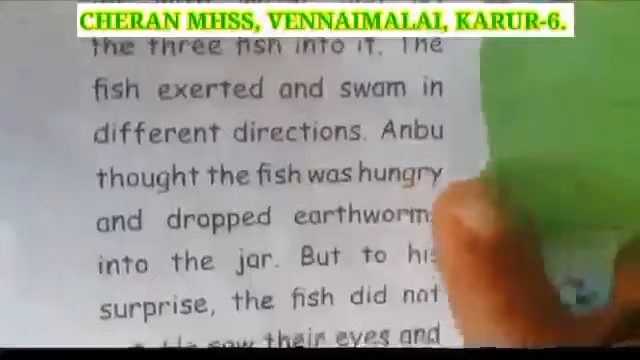 CHERAN MHSS, VENNAIMALAI, KARUR-6.
the three fish into it. The
fish exerted and swam in
different directions. Anbu
thought the fish was hungry
and dropped earthworm
into the jar. But to his
surprise, the fish did not
saw their eyes and